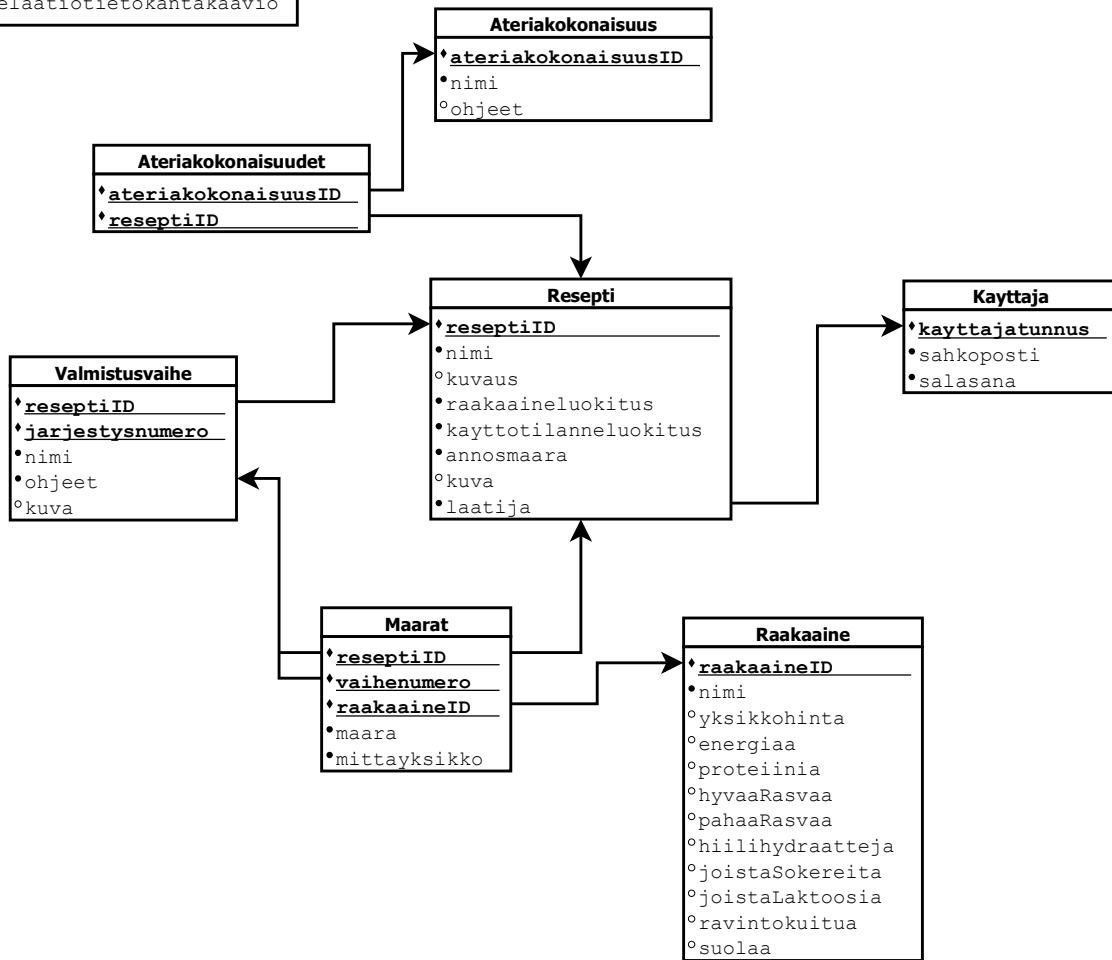 Ateriakokonaisuus
ateriakokonaisuusID
nimi
ohjeet
Ateriakokonaisuudet
ateriakokonaisuusID
reseptiID
Resepti
reseptiID
nimi
kuvaus
raakaaineluokitus
kayttotilanneluokitus
annosmaara
kuva
laatija
Kayttaja
kayttajatunnus
sahkoposti
salasana
Valmistusvaihe
reseptiID
jarjestysnumero
nimi
ohjeet
kuva
Maarat
reseptiID
vaihenumero
raakaaineID
maara
mittayksikko
Raakaaine
raakaaineID
nimi
yksikkohinta
energiaa
proteiinia
hyvaaRasvaa
pahaaRasvaa
hiilihydraatteja
joistaSokereita
joistaLaktoosia
ravintokuitua
suolaa